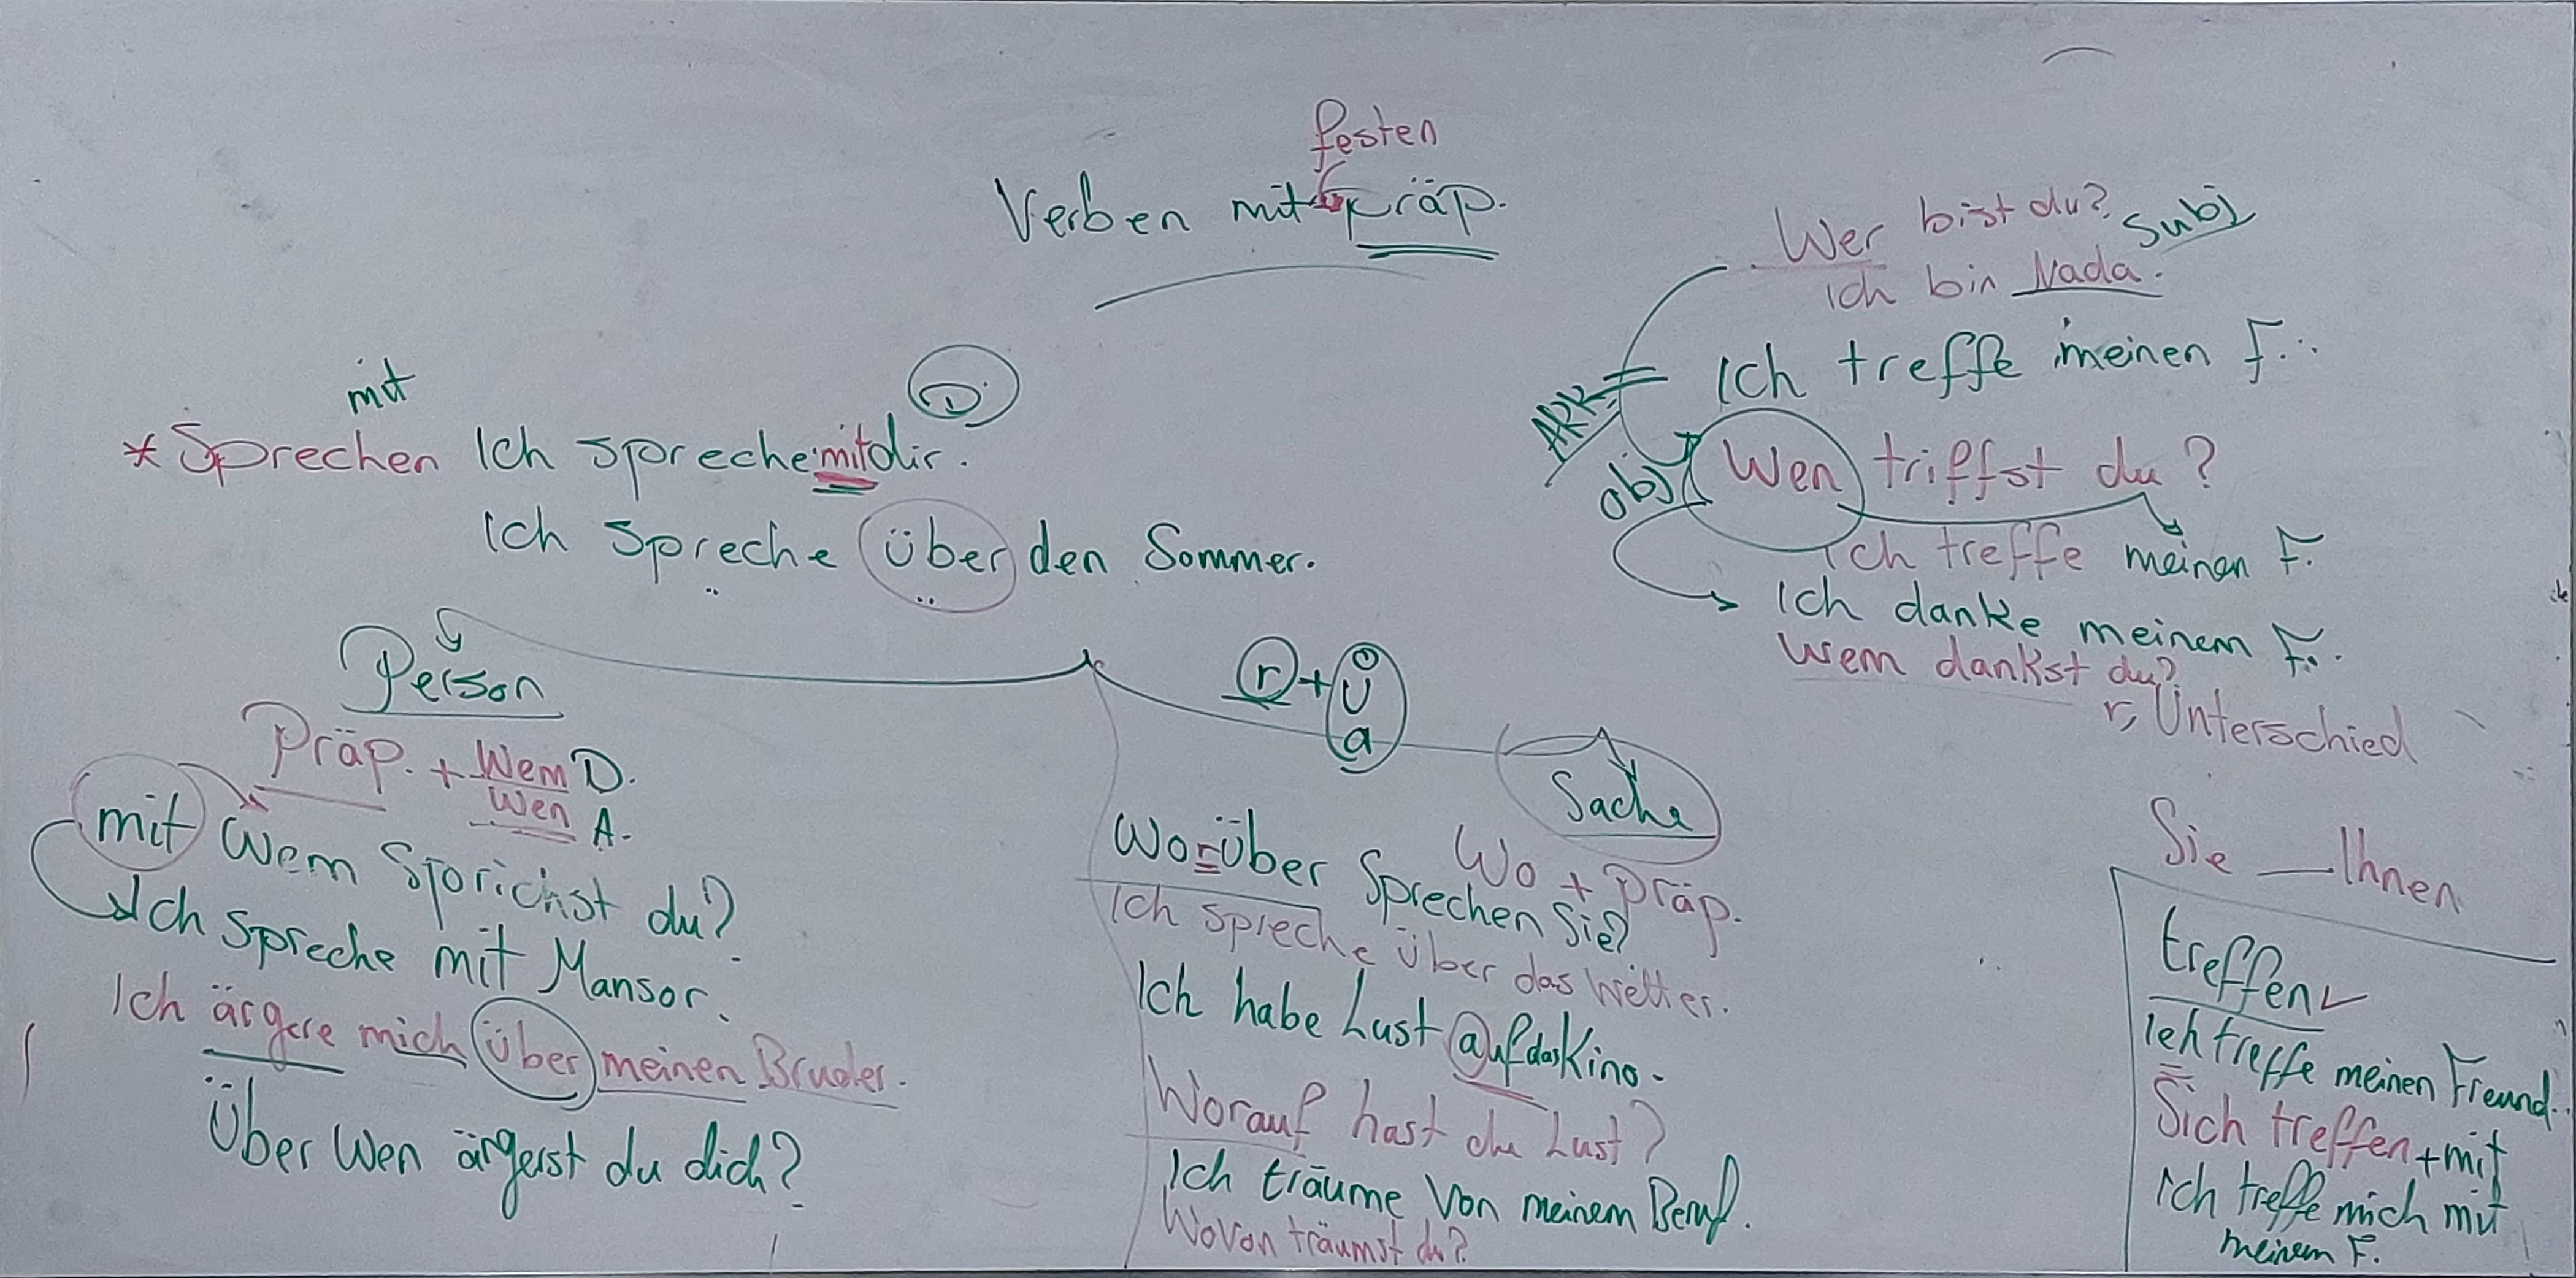 festen
Verben mit präp.
mit
D.
* Sprechen Ich spreche mit dir.
Ich spreche über den Sommer.
Person
Präp. + Wem D.
Wen A.
mit Wem Sprichst du?
Ich spreche mit Mansor.
Ich ärgere mich über meinen Bruder.
Über Wen ärgerst du dich?
r + ü
a
Sache
Wo + präp.
Worüber Sprechen Sie?
Ich spreche über das Wetter.
Ich habe Lust auf das Kino.
Worauf hast du Lust?
Ich träume von meinem Beruf.
Wovon träumst du?
Wer bist du? Subj
ich bin Nada.
Ich treffe meinen F..
AKK
obj Wen triffst du?
Ich treffe meinen F.
Ich danke meinem F.
Wem dankst du?
r, Unterschied
Sie — Ihnen
treffen
Ich treffe meinen Freund.
Sich treffen + mit
Ich treffe mich mit
meinem F.